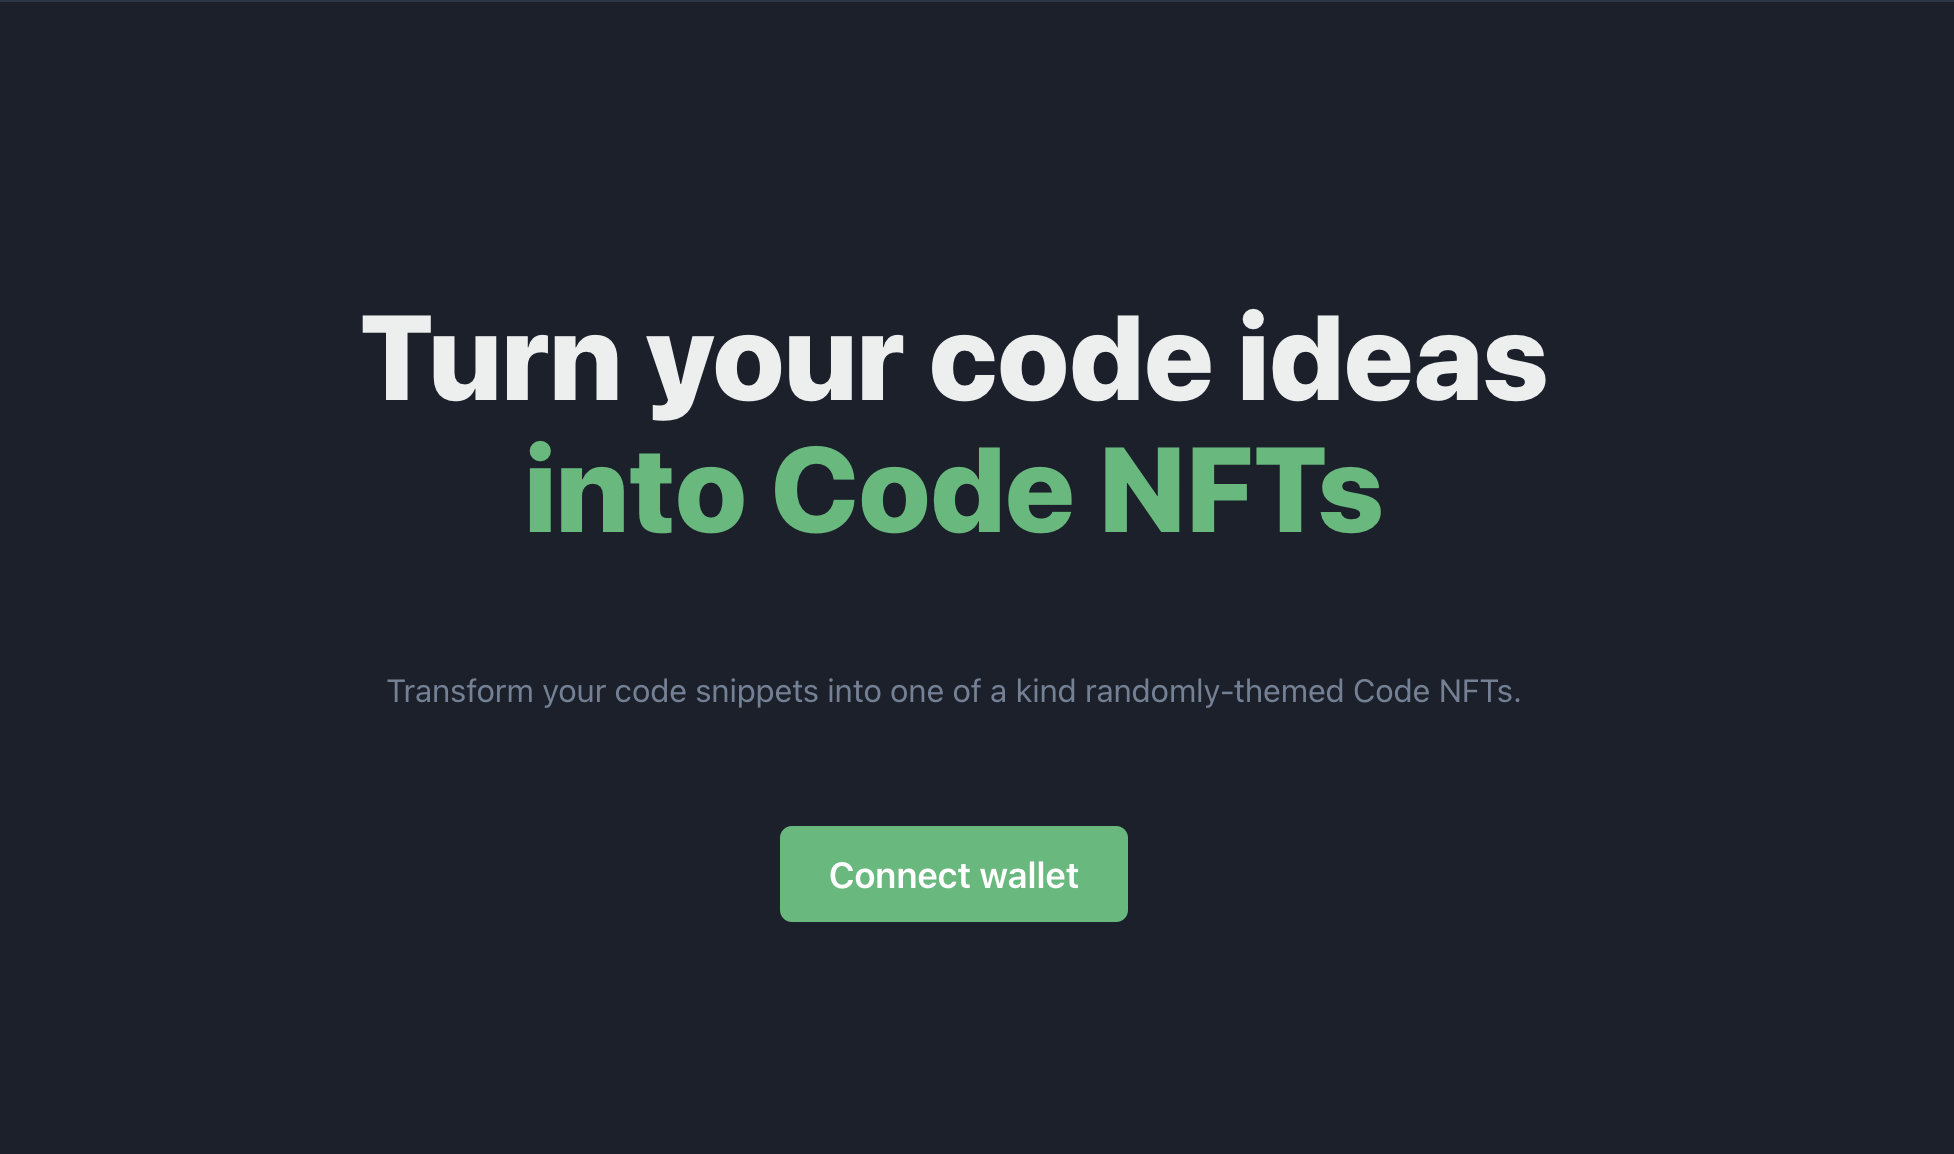 Turn your code ideas
into Code NFTs
Transform your code snippets into one of a kind randomly-themed Code NFTs.
Connect wallet